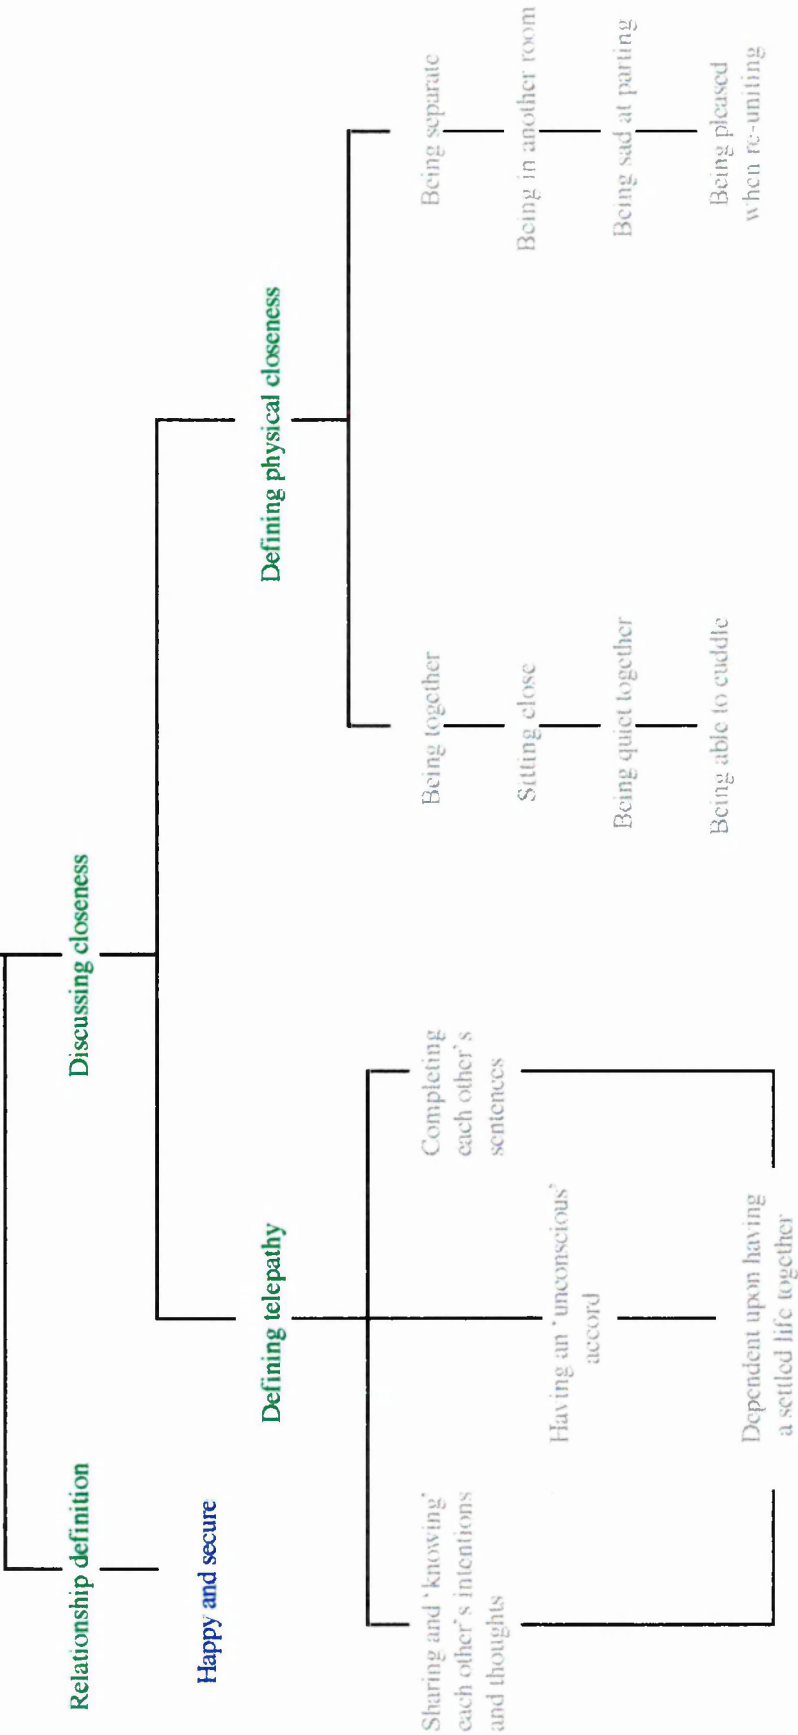 Relationship definition
Discussing closeness
Happy and secure
Defining telepathy
Defining physical closeness
Sharing and ‘knowing’
each other’s intentions
and thoughts
Having an ‘unconscious’
accord
Completing
each other’s
sentences
Dependent upon having
a settled life together
Being together
Sitting close
Being quiet together
Being able to cuddle
Being separate
Being in another room
Being sad at parting
Being pleased
when re-uniting